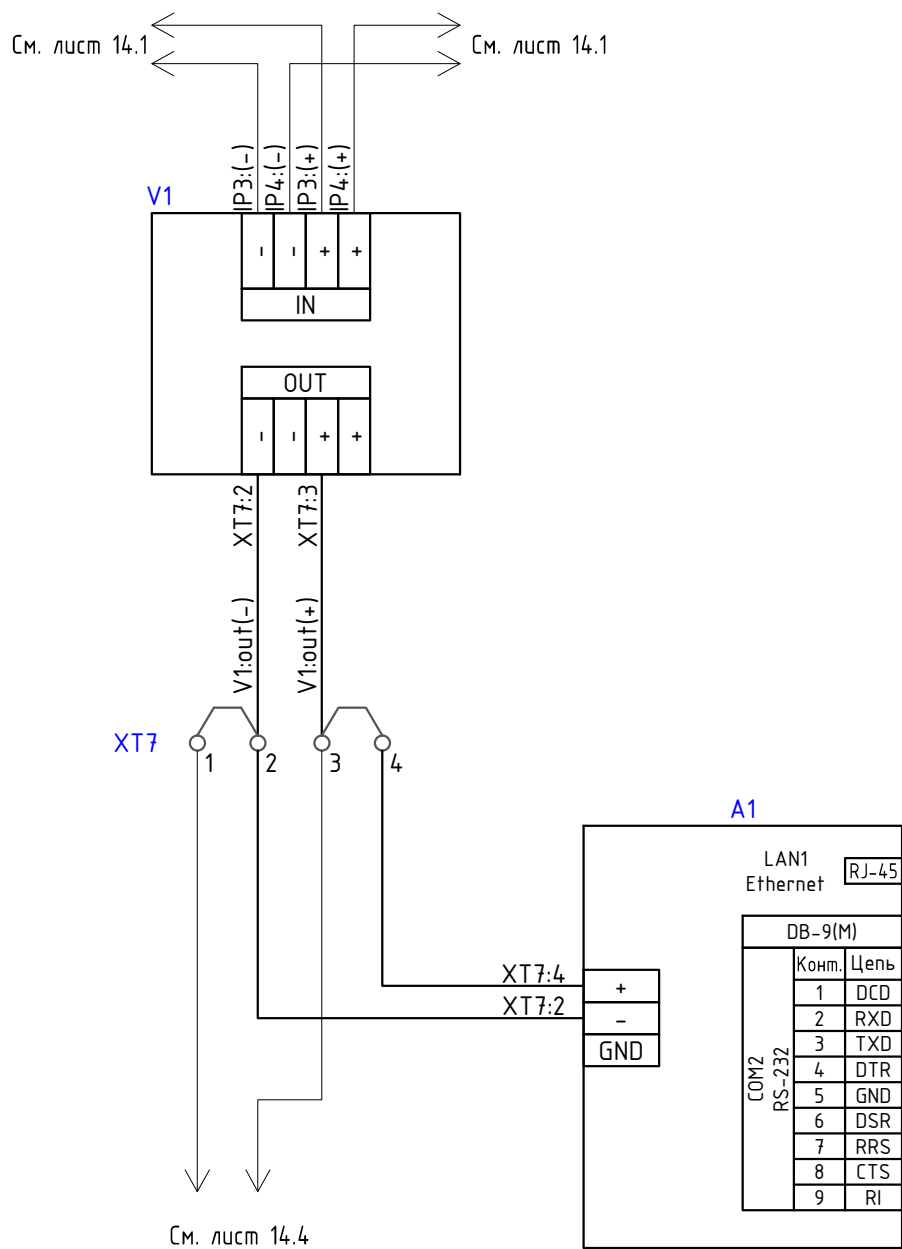 См. лист 14.1
См. лист 14.1
IP3:(-)
IP4:(-)
IP3:(+)
IP4:(+)
V1
- - + +
IN
OUT
- - + +
XT7:2
XT7:3
V1:out(-)
V1:out(+)
XT7
1 2 3 4
A1
LAN1
Ethernet
RJ-45
DB-9(M)
Конт. Цепь
COM2
RS-232
1 DCD
2 RXD
3 TXD
4 DTR
5 GND
6 DSR
7 RRS
8 CTS
9 RI
XT7:4 +
XT7:2 -
GND
См. лист 14.4